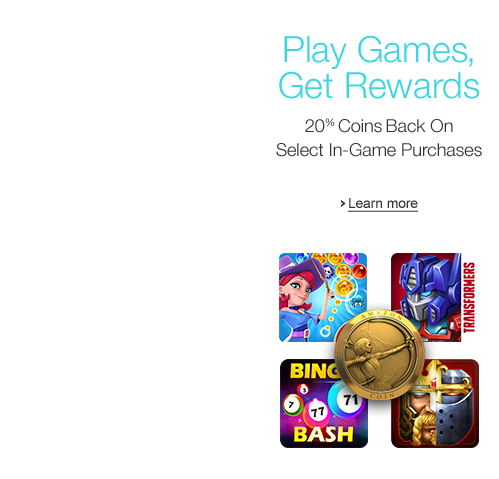 Play Games,
Get Rewards
20% Coins Back On
Select In-Game Purchases
› Learn more
TRANSFORMERS
AMAZON
COIN
BINGO
7
77
71
BASH